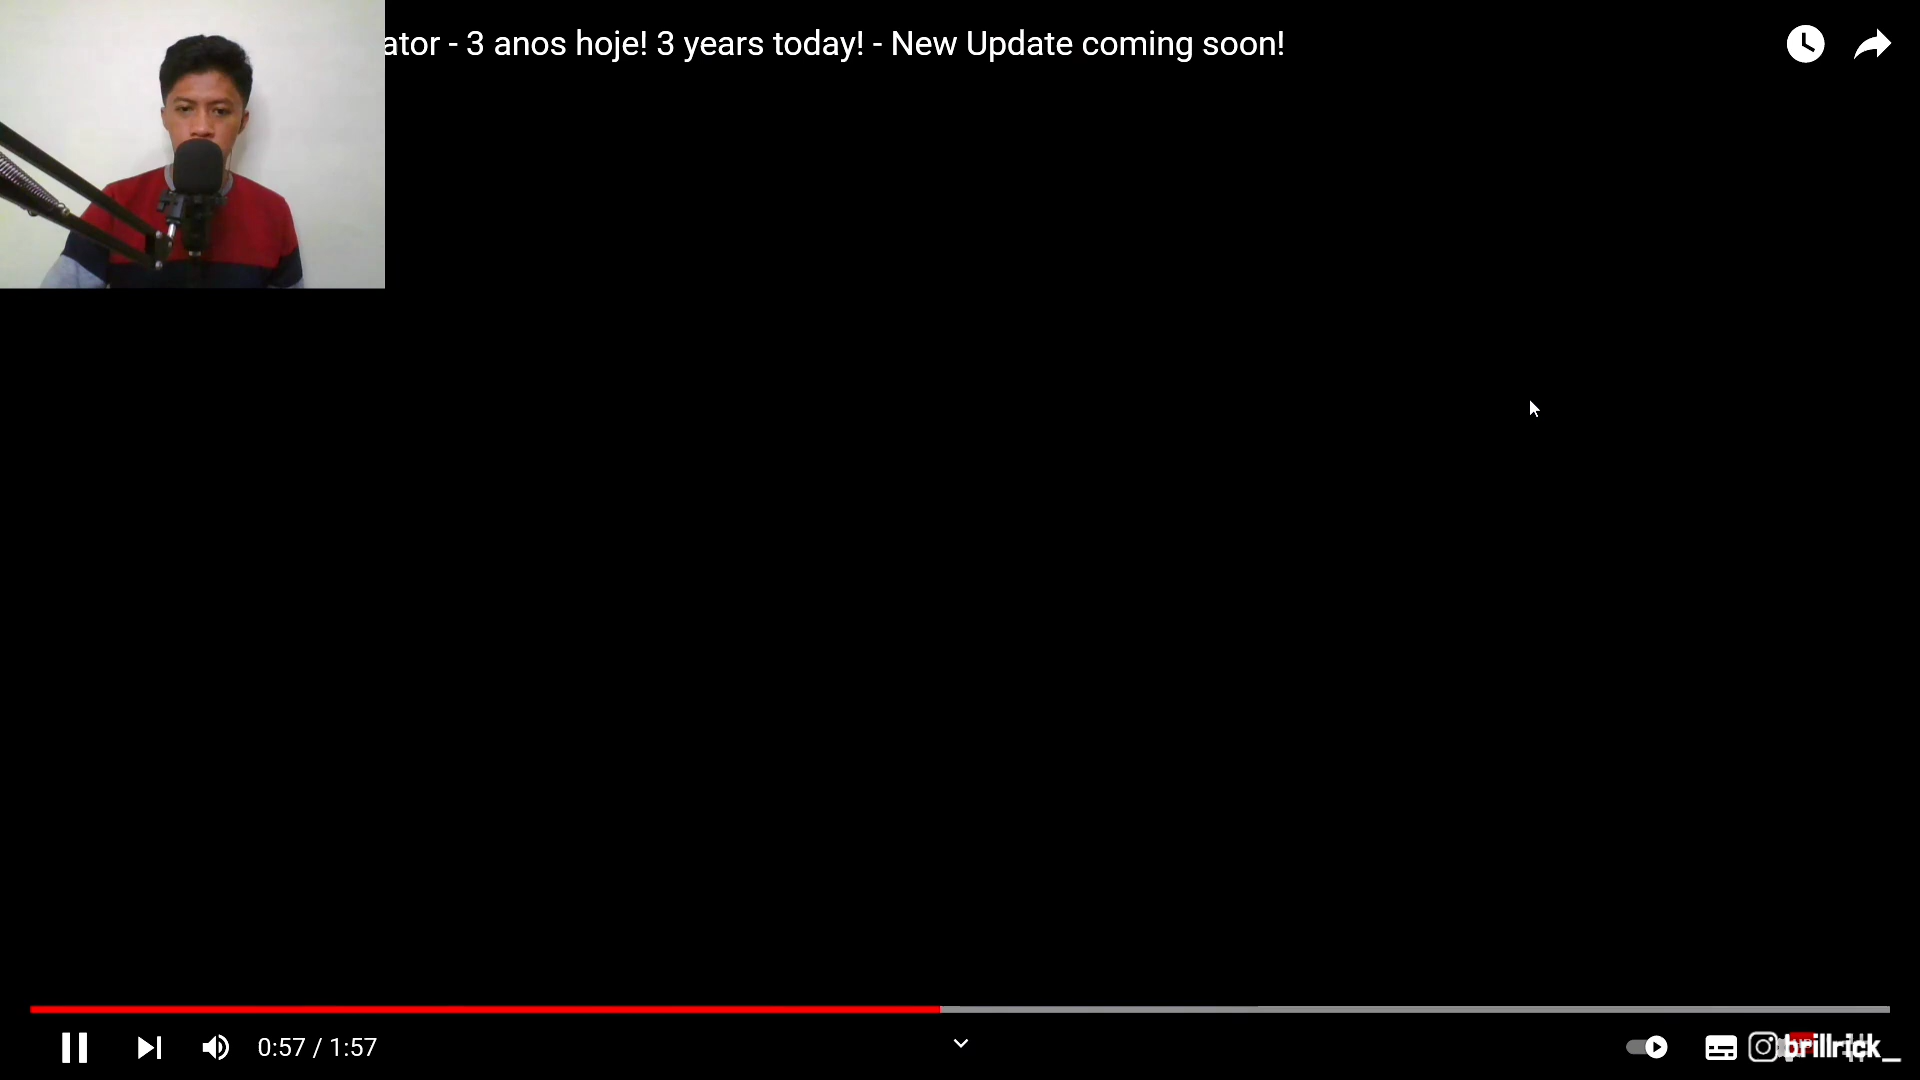 ator - 3 anos hoje! 3 years today! - New Update coming soon!
0:57 / 1:57
brillrick_